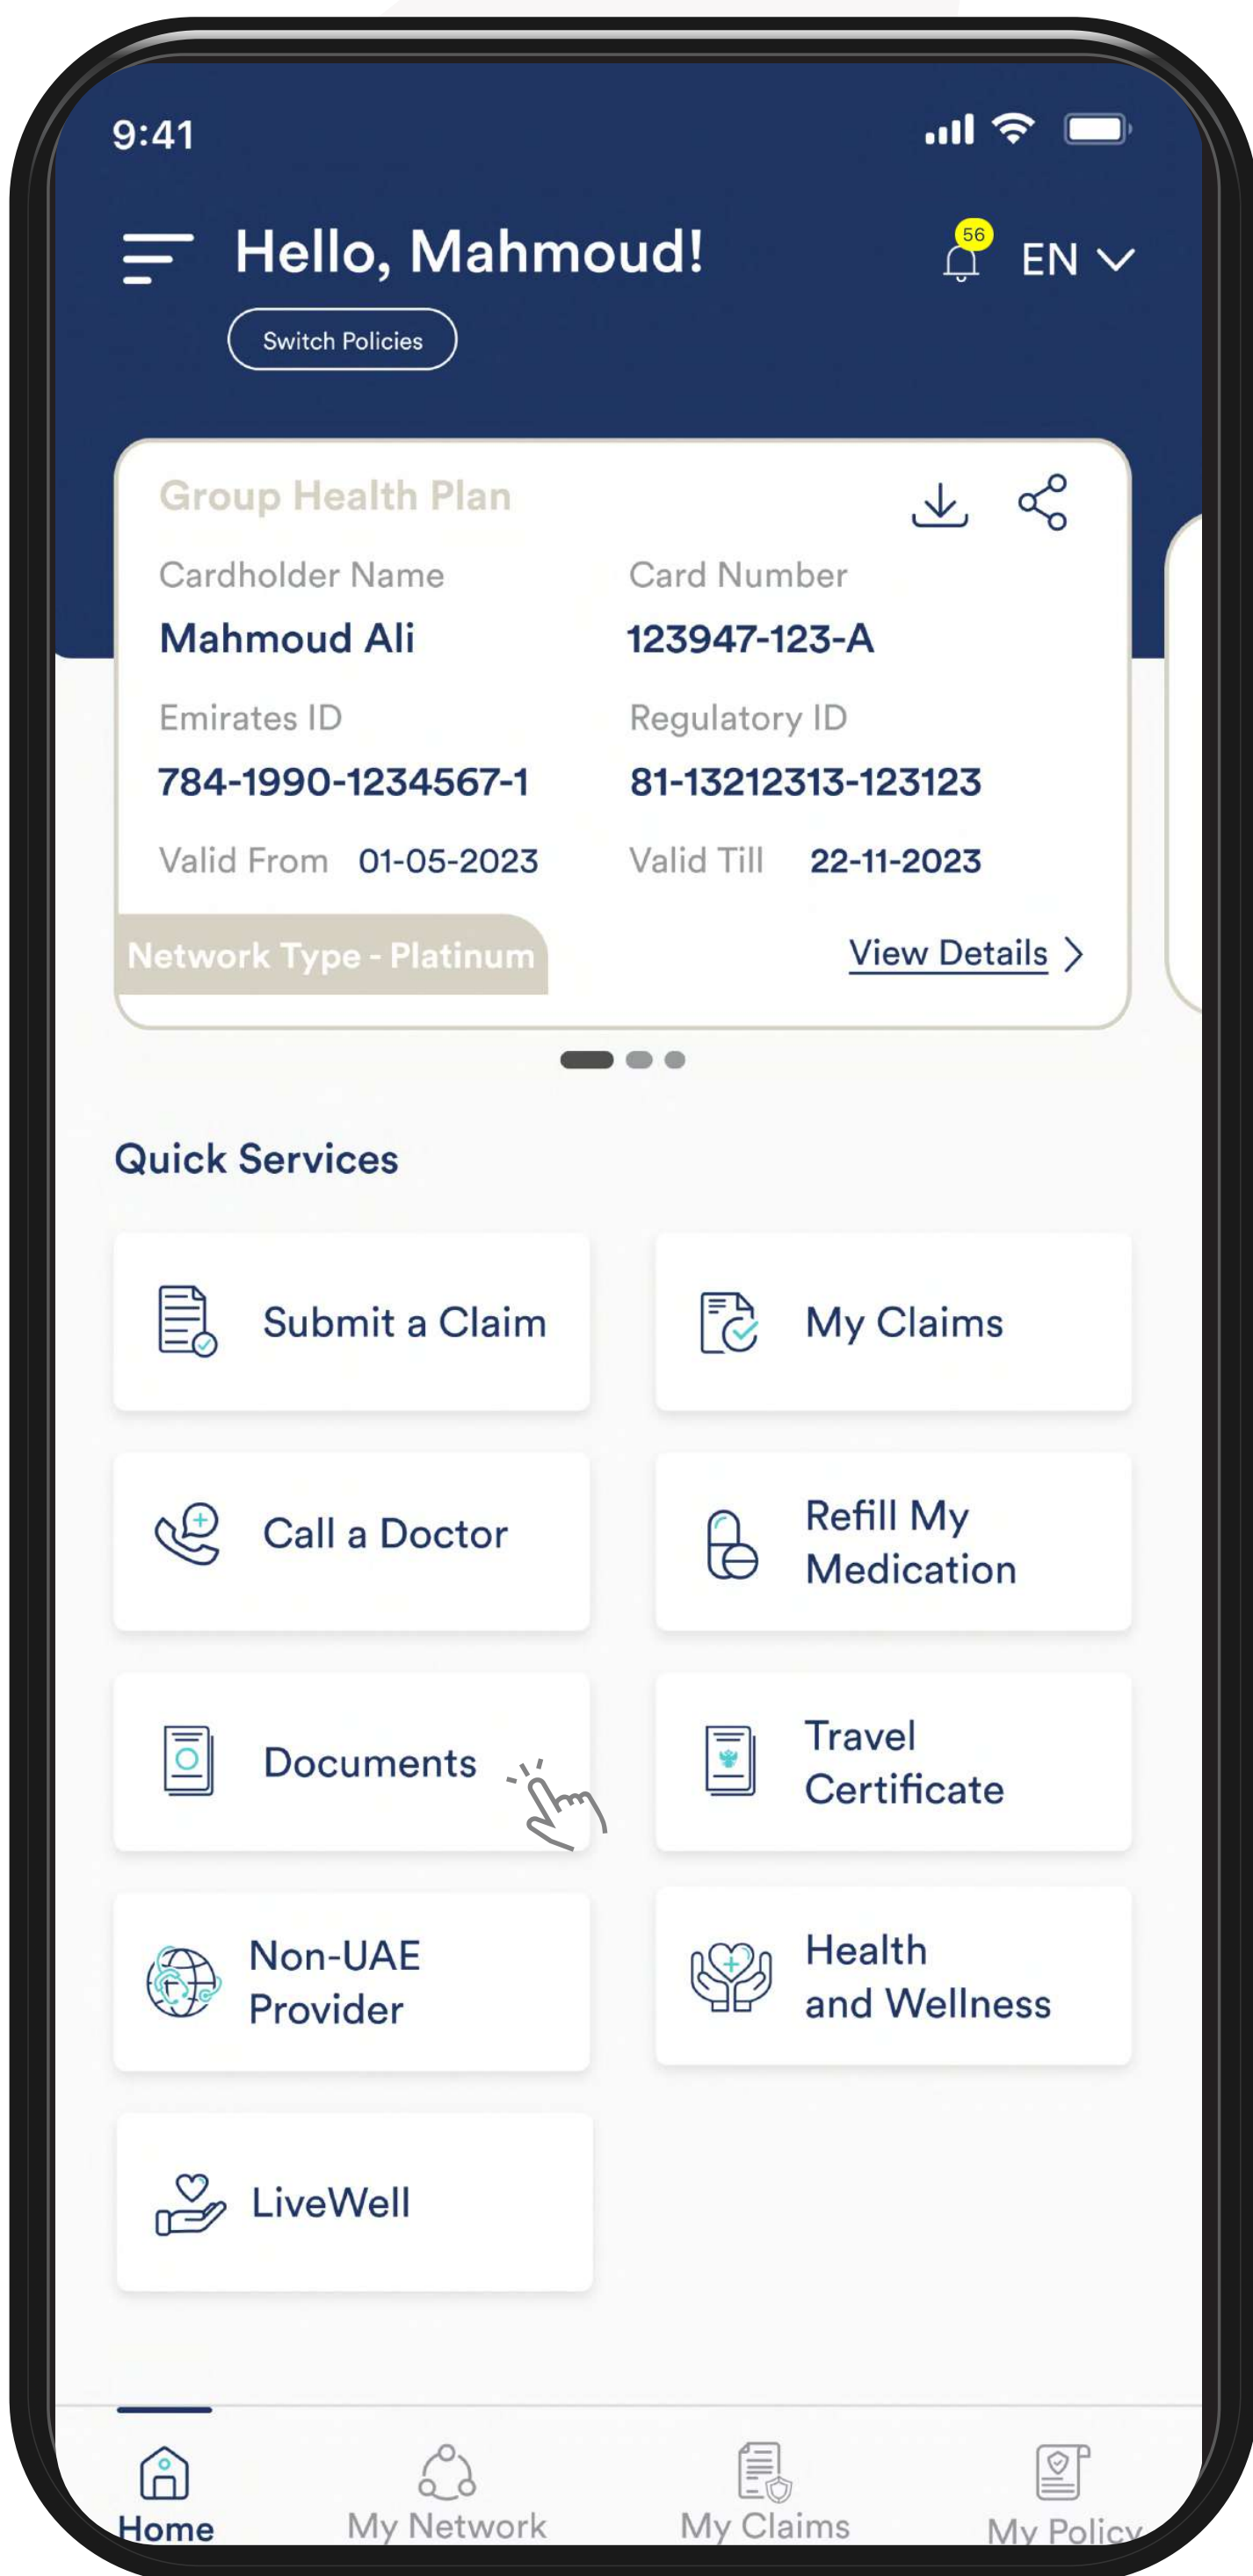 9:41
Hello, Mahmoud!
56
EN
Switch Policies
Group Health Plan
Cardholder Name
Card Number
Mahmoud Ali
123947-123-A
Emirates ID
Regulatory ID
784-1990-1234567-1
81-13212313-123123
Valid From 01-05-2023
Valid Till 22-11-2023
Network Type - Platinum
View Details
Quick Services
Submit a Claim
My Claims
Call a Doctor
Refill My
Medication
Documents
Travel
Certificate
Non-UAE
Provider
Health
and Wellness
LiveWell
Home
My Network
My Claims
My Policy